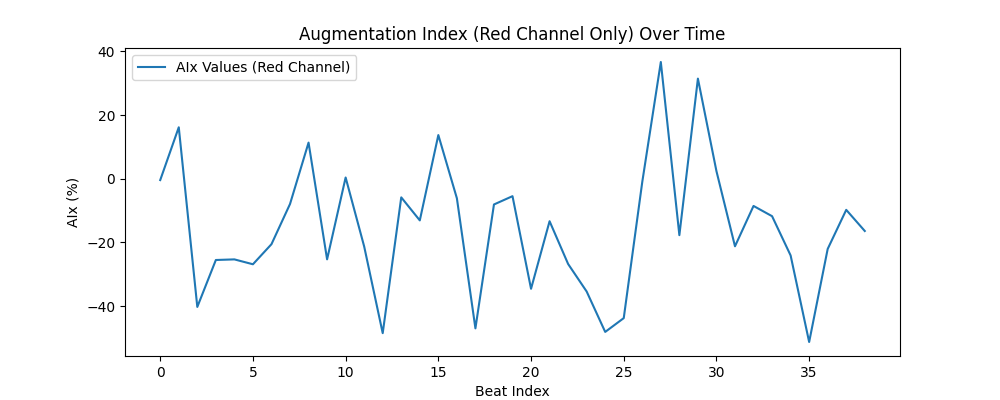 Augmentation Index (Red Channel Only) Over Time
AIx Values (Red Channel)
AIx (%)
40
20
0
−20
−40
0 5 10 15 20 25 30 35
Beat Index